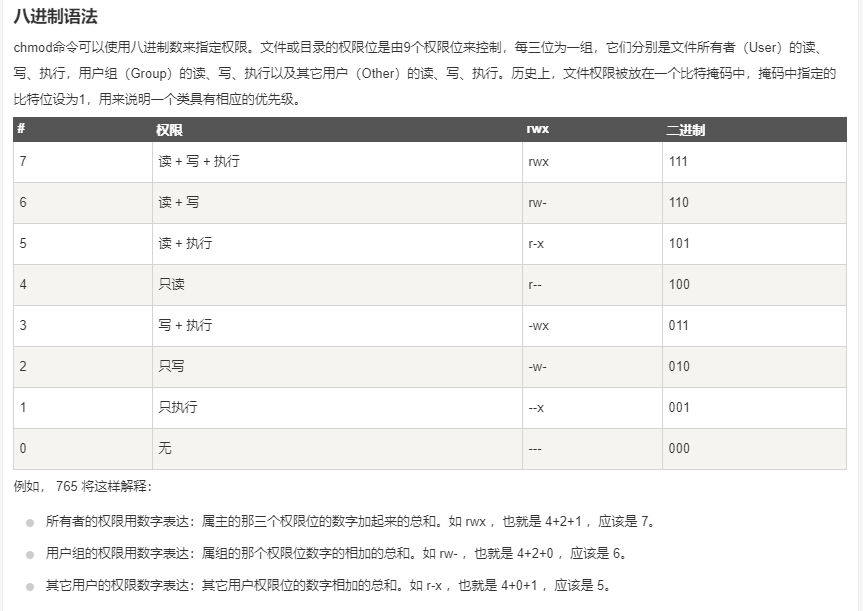 八进制语法
chmod命令可以使用八进制数来指定权限。文件或目录的权限位是由9个权限位来控制，每三位为一组，它们分别是文件所有者（User）的读、
写、执行，用户组（Group）的读、写、执行以及其它用户（Other）的读、写、执行。历史上，文件权限被放在一个比特掩码中，掩码中指定的
比特位设为1，用来说明一个类具有相应的优先级。
# 权限 rwx 二进制
7 读 + 写 + 执行 rwx 111
6 读 + 写 rw- 110
5 读 + 执行 r-x 101
4 只读 r-- 100
3 写 + 执行 -wx 011
2 只写 -w- 010
1 只执行 --x 001
0 无 --- 000
例如， 765 将这样解释：
所有者的权限用数字表达：属主的那三个权限位的数字加起来的总和。如 rwx ，也就是 4+2+1 ，应该是 7。
用户组的权限用数字表达：属组的那个权限位数字的相加的总和。如 rw- ，也就是 4+2+0 ，应该是 6。
其它用户的权限数字表达：其它用户权限位的数字相加的总和。如 r-x ，也就是 4+0+1 ，应该是 5。